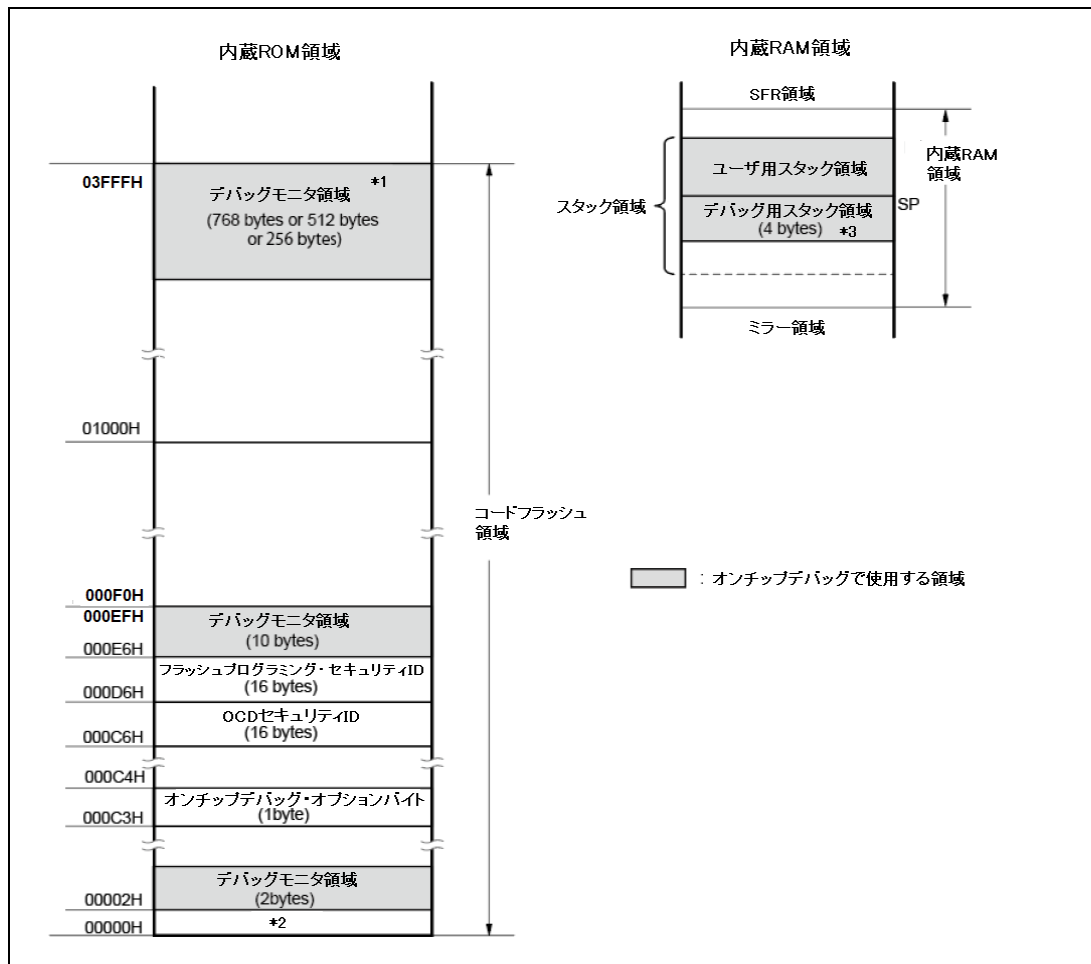 内蔵ROM領域
03FFFH
デバッグモニタ領域 *1
(768 bytes or 512 bytes
or 256 bytes)
01000H
コードフラッシュ
領域
000F0H
000EFH
デバッグモニタ領域
(10 bytes)
000E6H
フラッシュプログラミング・セキュリティID
(16 bytes)
000D6H
OCDセキュリティID
(16 bytes)
000C6H
000C4H
オンチップデバッグ・オプションバイト
(1byte)
000C3H
デバッグモニタ領域
(2bytes)
00002H
*2
00000H
内蔵RAM領域
SFR領域
内蔵RAM
領域
ユーザ用スタック領域
スタック領域
デバッグ用スタック領域
(4 bytes) *3
SP
ミラー領域
: オンチップデバッグで使用する領域